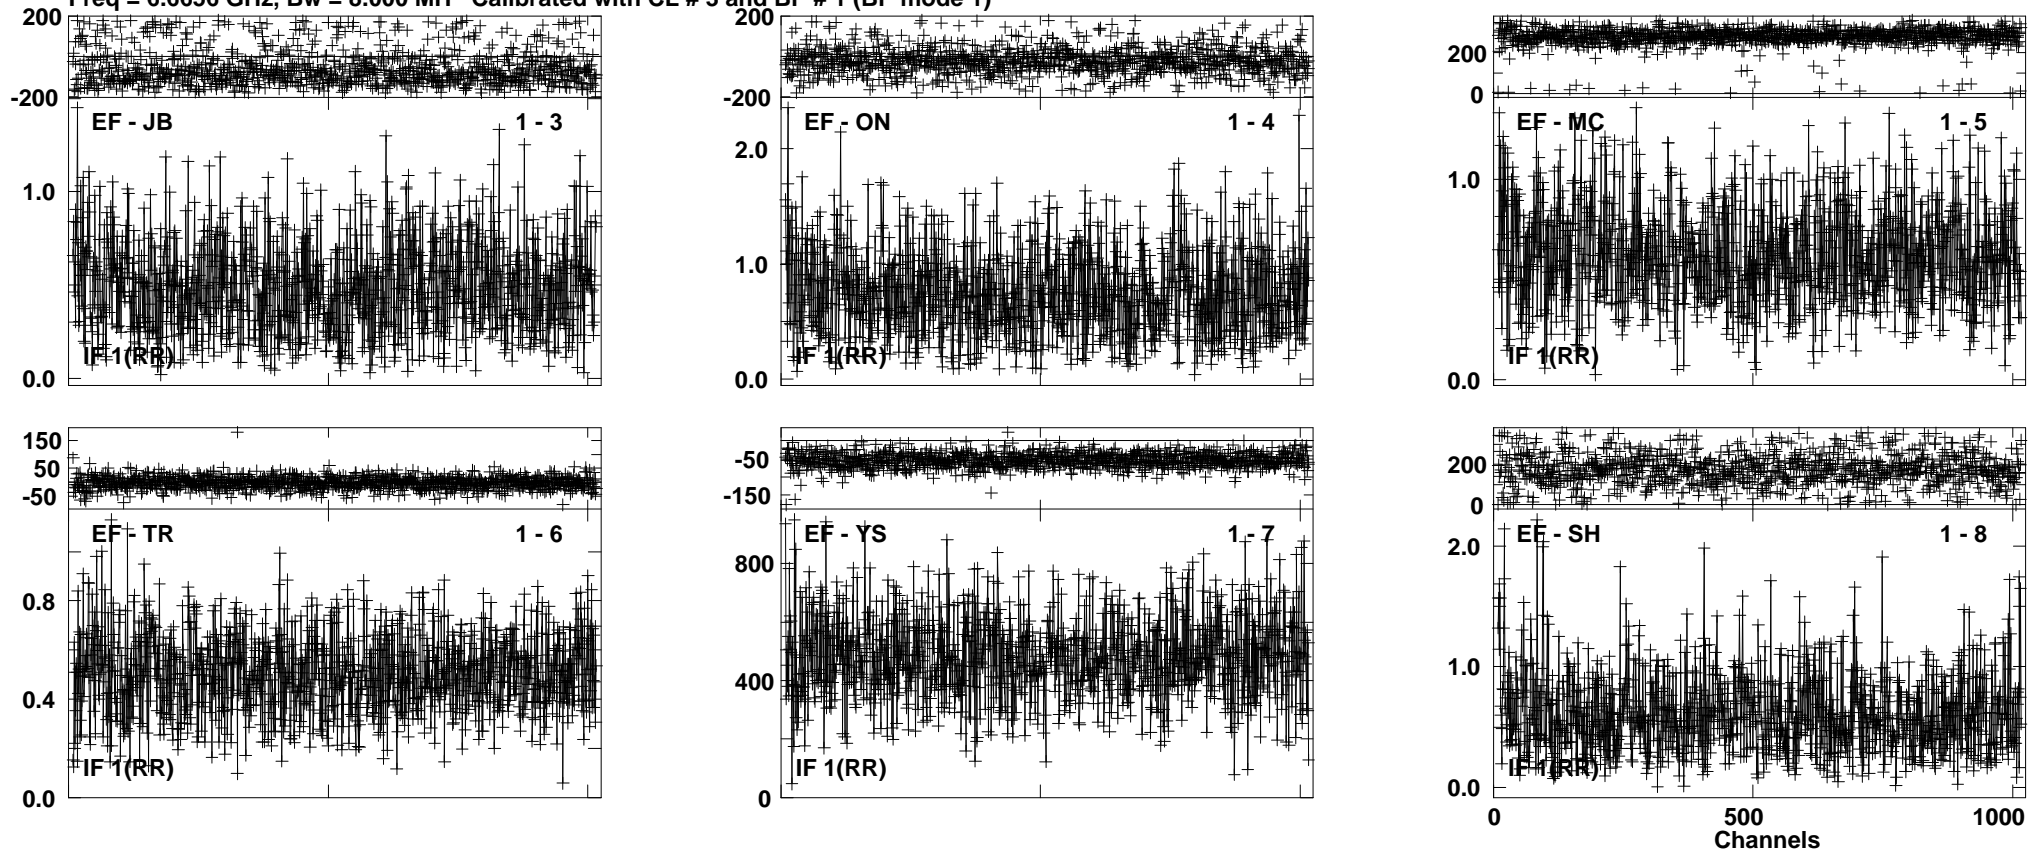 200
-200
EF - JB
1 - 3
1.0
IF 1(RR)
0.0
200
-200
EF - ON
1 - 4
2.0
1.0
IF 1(RR)
0.0
200
0
EF - MC
1 - 5
1.0
IF 1(RR)
0.0
150
50
-50
EF - TR
1 - 6
0.8
0.4
IF 1(RR)
0.0
-50
-150
EF - YS
1 - 7
800
400
IF 1(RR)
0
200
0
EF - SH
1 - 8
2.0
1.0
IF 1(RR)
0.0
0
500
1000
Channels